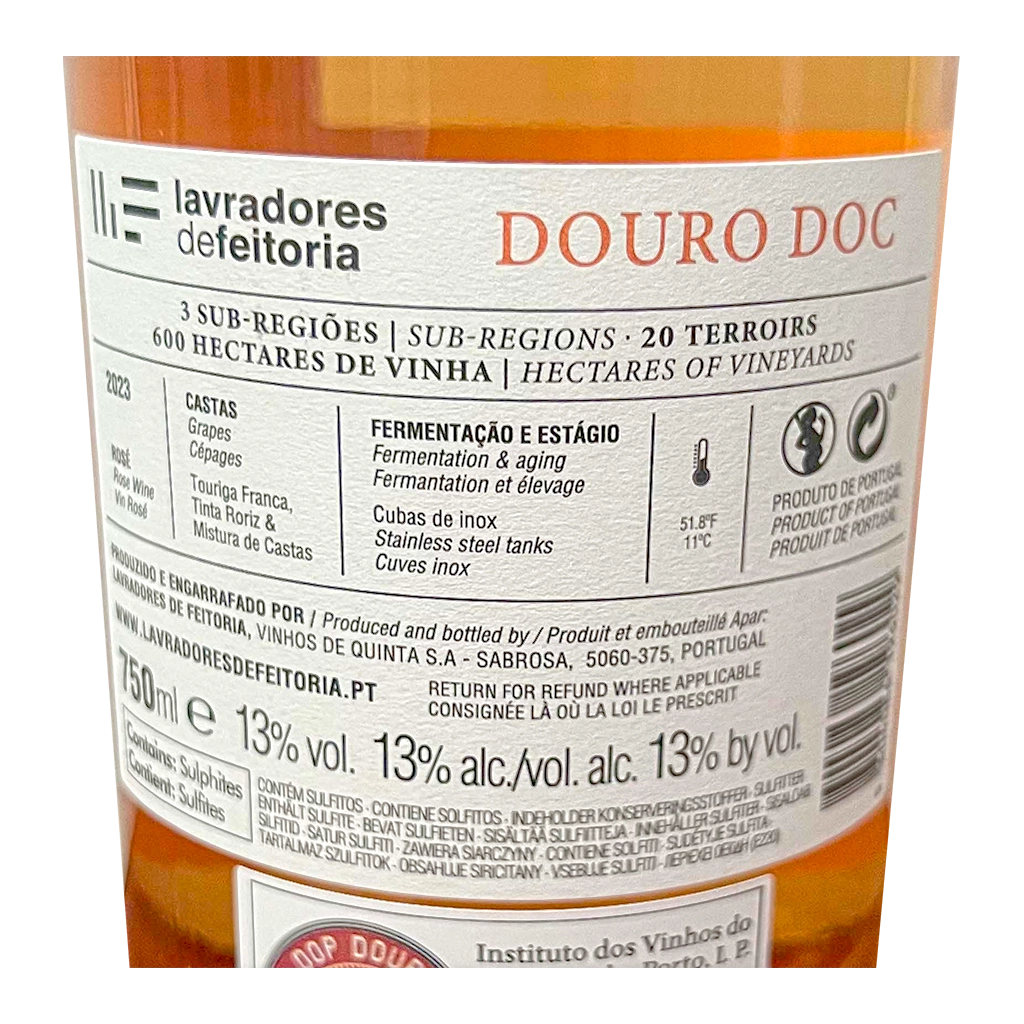 lavradores
defeitoria
DOURO DOC
3 SUB-REGIÕES | SUB-REGIONS · 20 TERROIRS
600 HECTARES DE VINHA | HECTARES OF VINEYARDS
2023
ROSÉ
Rose Wine
Vin Rosé
CASTAS
Grapes
Cépages
Touriga Franca,
Tinta Roriz &
Mistura de Castas
FERMENTAÇÃO E ESTÁGIO
Fermentation & aging
Fermantation et élevage
Cubas de inox
Stainless steel tanks
Cuves inox
51.8ºF
11ºC
PRODUTO DE PORTUGAL
PRODUCT OF PORTUGAL
PRODUIT DE PORTUGAL
PRODUZIDO E ENGARRAFADO POR / Produced and bottled by / Produit et embouteillé Apar:
LAVRADORES DE FEITORIA, VINHOS DE QUINTA S.A - SABROSA, 5060-375, PORTUGAL
WWW.LAVRADORESDEFEITORIA.PT
RETURN FOR REFUND WHERE APPLICABLE
CONSIGNÉE LÀ OÙ LA LOI LE PRESCRIT
750ml e 13% vol. 13% alc./vol. alc. 13% by vol.
Contains: Sulphites
Contient: Sulfites
CONTÉM SULFITOS · CONTIENE SOLFITOS · INDEHOLDER KONSERVERINGSSTOFFER · SULFITTER
ENTHÄLT SULFITE · BEVAT SULFIETEN · SISÄLTÄÄ SULFIITTEJA · INNEHÅLLER SULFITER
SILFITID · SATUR SULFITI · ZAWIERA SIARCZYNY · CONTIENE SOLFITI · SUDĖTYJE SULFITA
TARTALMAZ SZULFITOK · OBSAHUJE SIRICITANY · VSEBUJE SULFITI (E220)
DOP DOUR
Instituto dos Vinhos do
Porto, I. P.